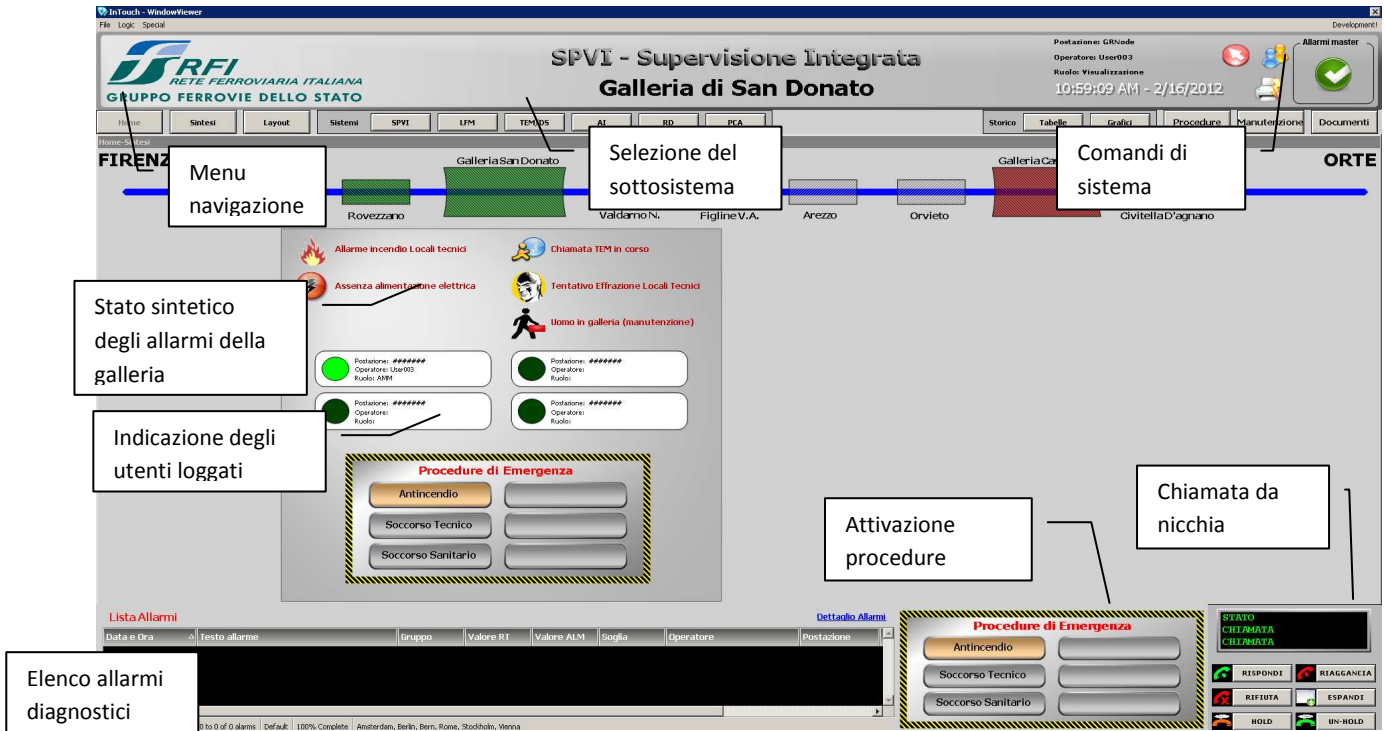 InTouch - WindowViewer
File Logic Special
Development!
RFI
RETE FERROVIARIA ITALIANA
GRUPPO FERROVIE DELLO STATO
SPVI - Supervisione Integrata
Galleria di San Donato
Postazione: GRNode
Operatore: User003
Ruolo: Visualizzazione
10:59:09 AM - 2/16/2012
Allarmi master
Home Sintesi Layout Sistemi SPVI LFM TEM/DS AI RD PCA Storico Tabelle Grafici Procedure Manutenzione Documenti
Home-Sintesi
FIRENZ
Galleria San Donato
Galleria Cas
ORTE
Menu
navigazione
Selezione del
sottosistema
Comandi di
sistema
Rovezzano
Valdarno N.
Figline V.A.
Arezzo
Orvieto
Civitella D'agnano
Allarme incendio Locali tecnici
Chiamata TEM in corso
Assenza alimentazione elettrica
Tentativo Effrazione Locali Tecnici
Uomo in galleria (manutenzione)
Stato sintetico
degli allarmi della
galleria
Postazione: #######
Operatore: User003
Ruolo: AMM
Postazione: #######
Operatore:
Ruolo:
Postazione: #######
Operatore:
Ruolo:
Postazione: #######
Operatore:
Ruolo:
Indicazione degli
utenti loggati
Procedure di Emergenza
Antincendio
Soccorso Tecnico
Soccorso Sanitario
Attivazione
procedure
Chiamata da
nicchia
Lista Allarmi
Dettaglio Allarmi
Data e Ora Testo allarme Gruppo Valore RT Valore ALM Soglia Operatore Postazione
Elenco allarmi
diagnostici
0 to 0 of 0 alarms Default 100% Complete Amsterdam, Berlin, Bern, Rome, Stockholm, Vienna
Procedure di Emergenza
Antincendio
Soccorso Tecnico
Soccorso Sanitario
STATO
CHIAMATA
CHIAMATA
RISPONDI RIAGGANCIA
RIFIUTA ESPANDI
HOLD UN-HOLD